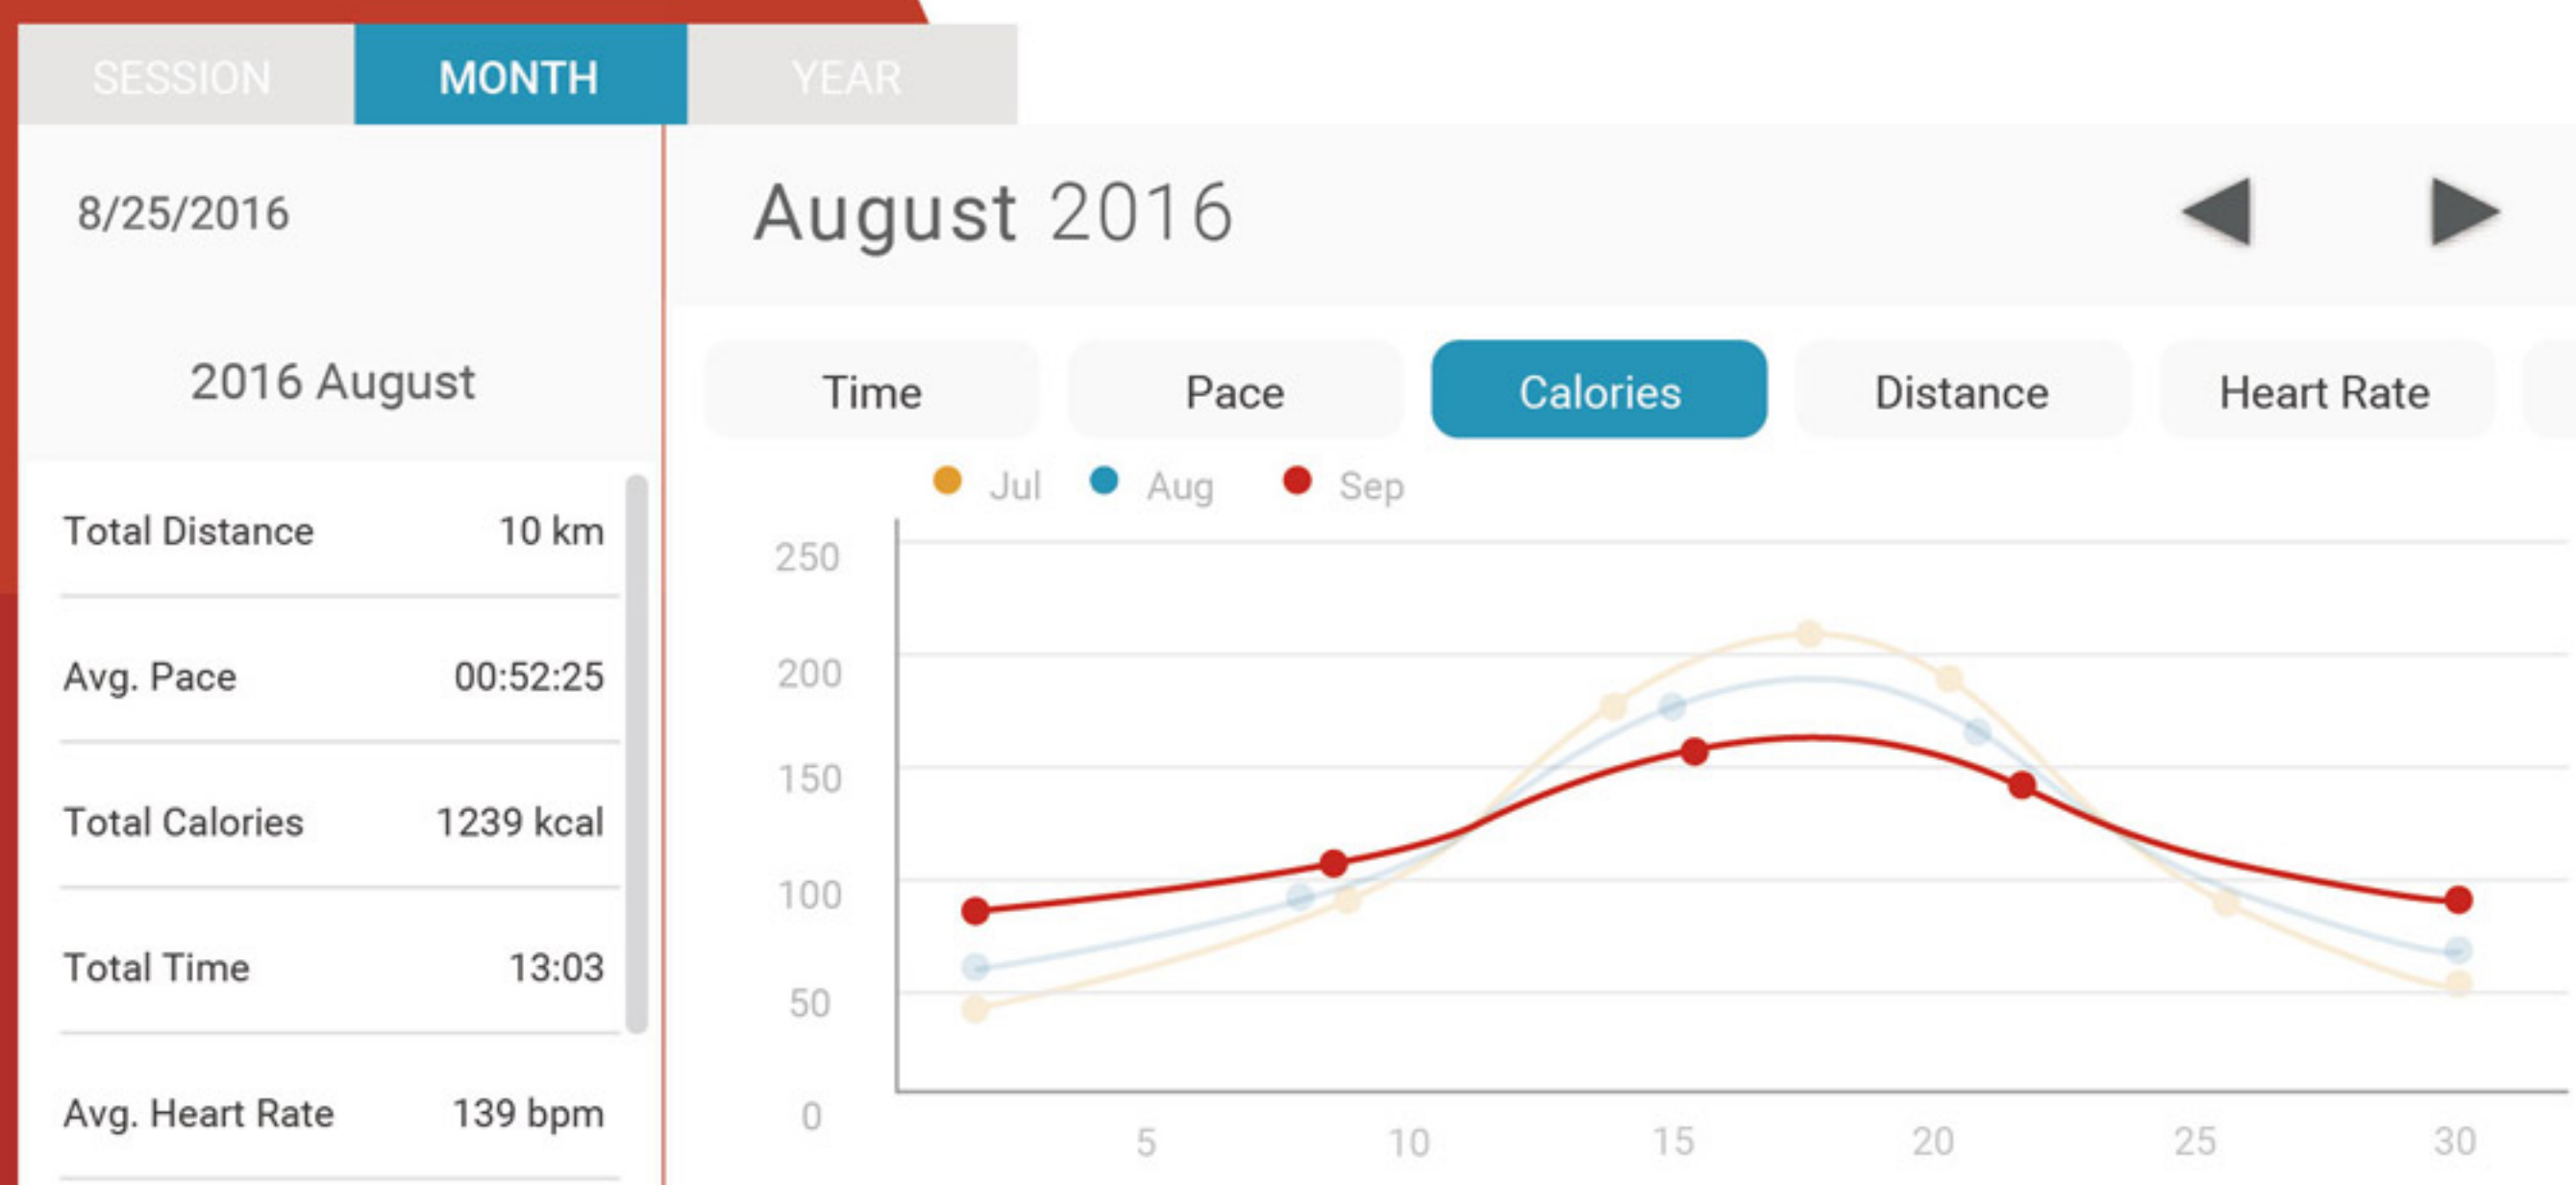 SESSION MONTH YEAR
8/25/2016
2016 August
Total Distance 10 km
Avg. Pace 00:52:25
Total Calories 1239 kcal
Total Time 13:03
Avg. Heart Rate 139 bpm
August 2016
Time Pace Calories Distance Heart Rate
Jul Aug Sep
250
200
150
100
50
0
5 10 15 20 25 30